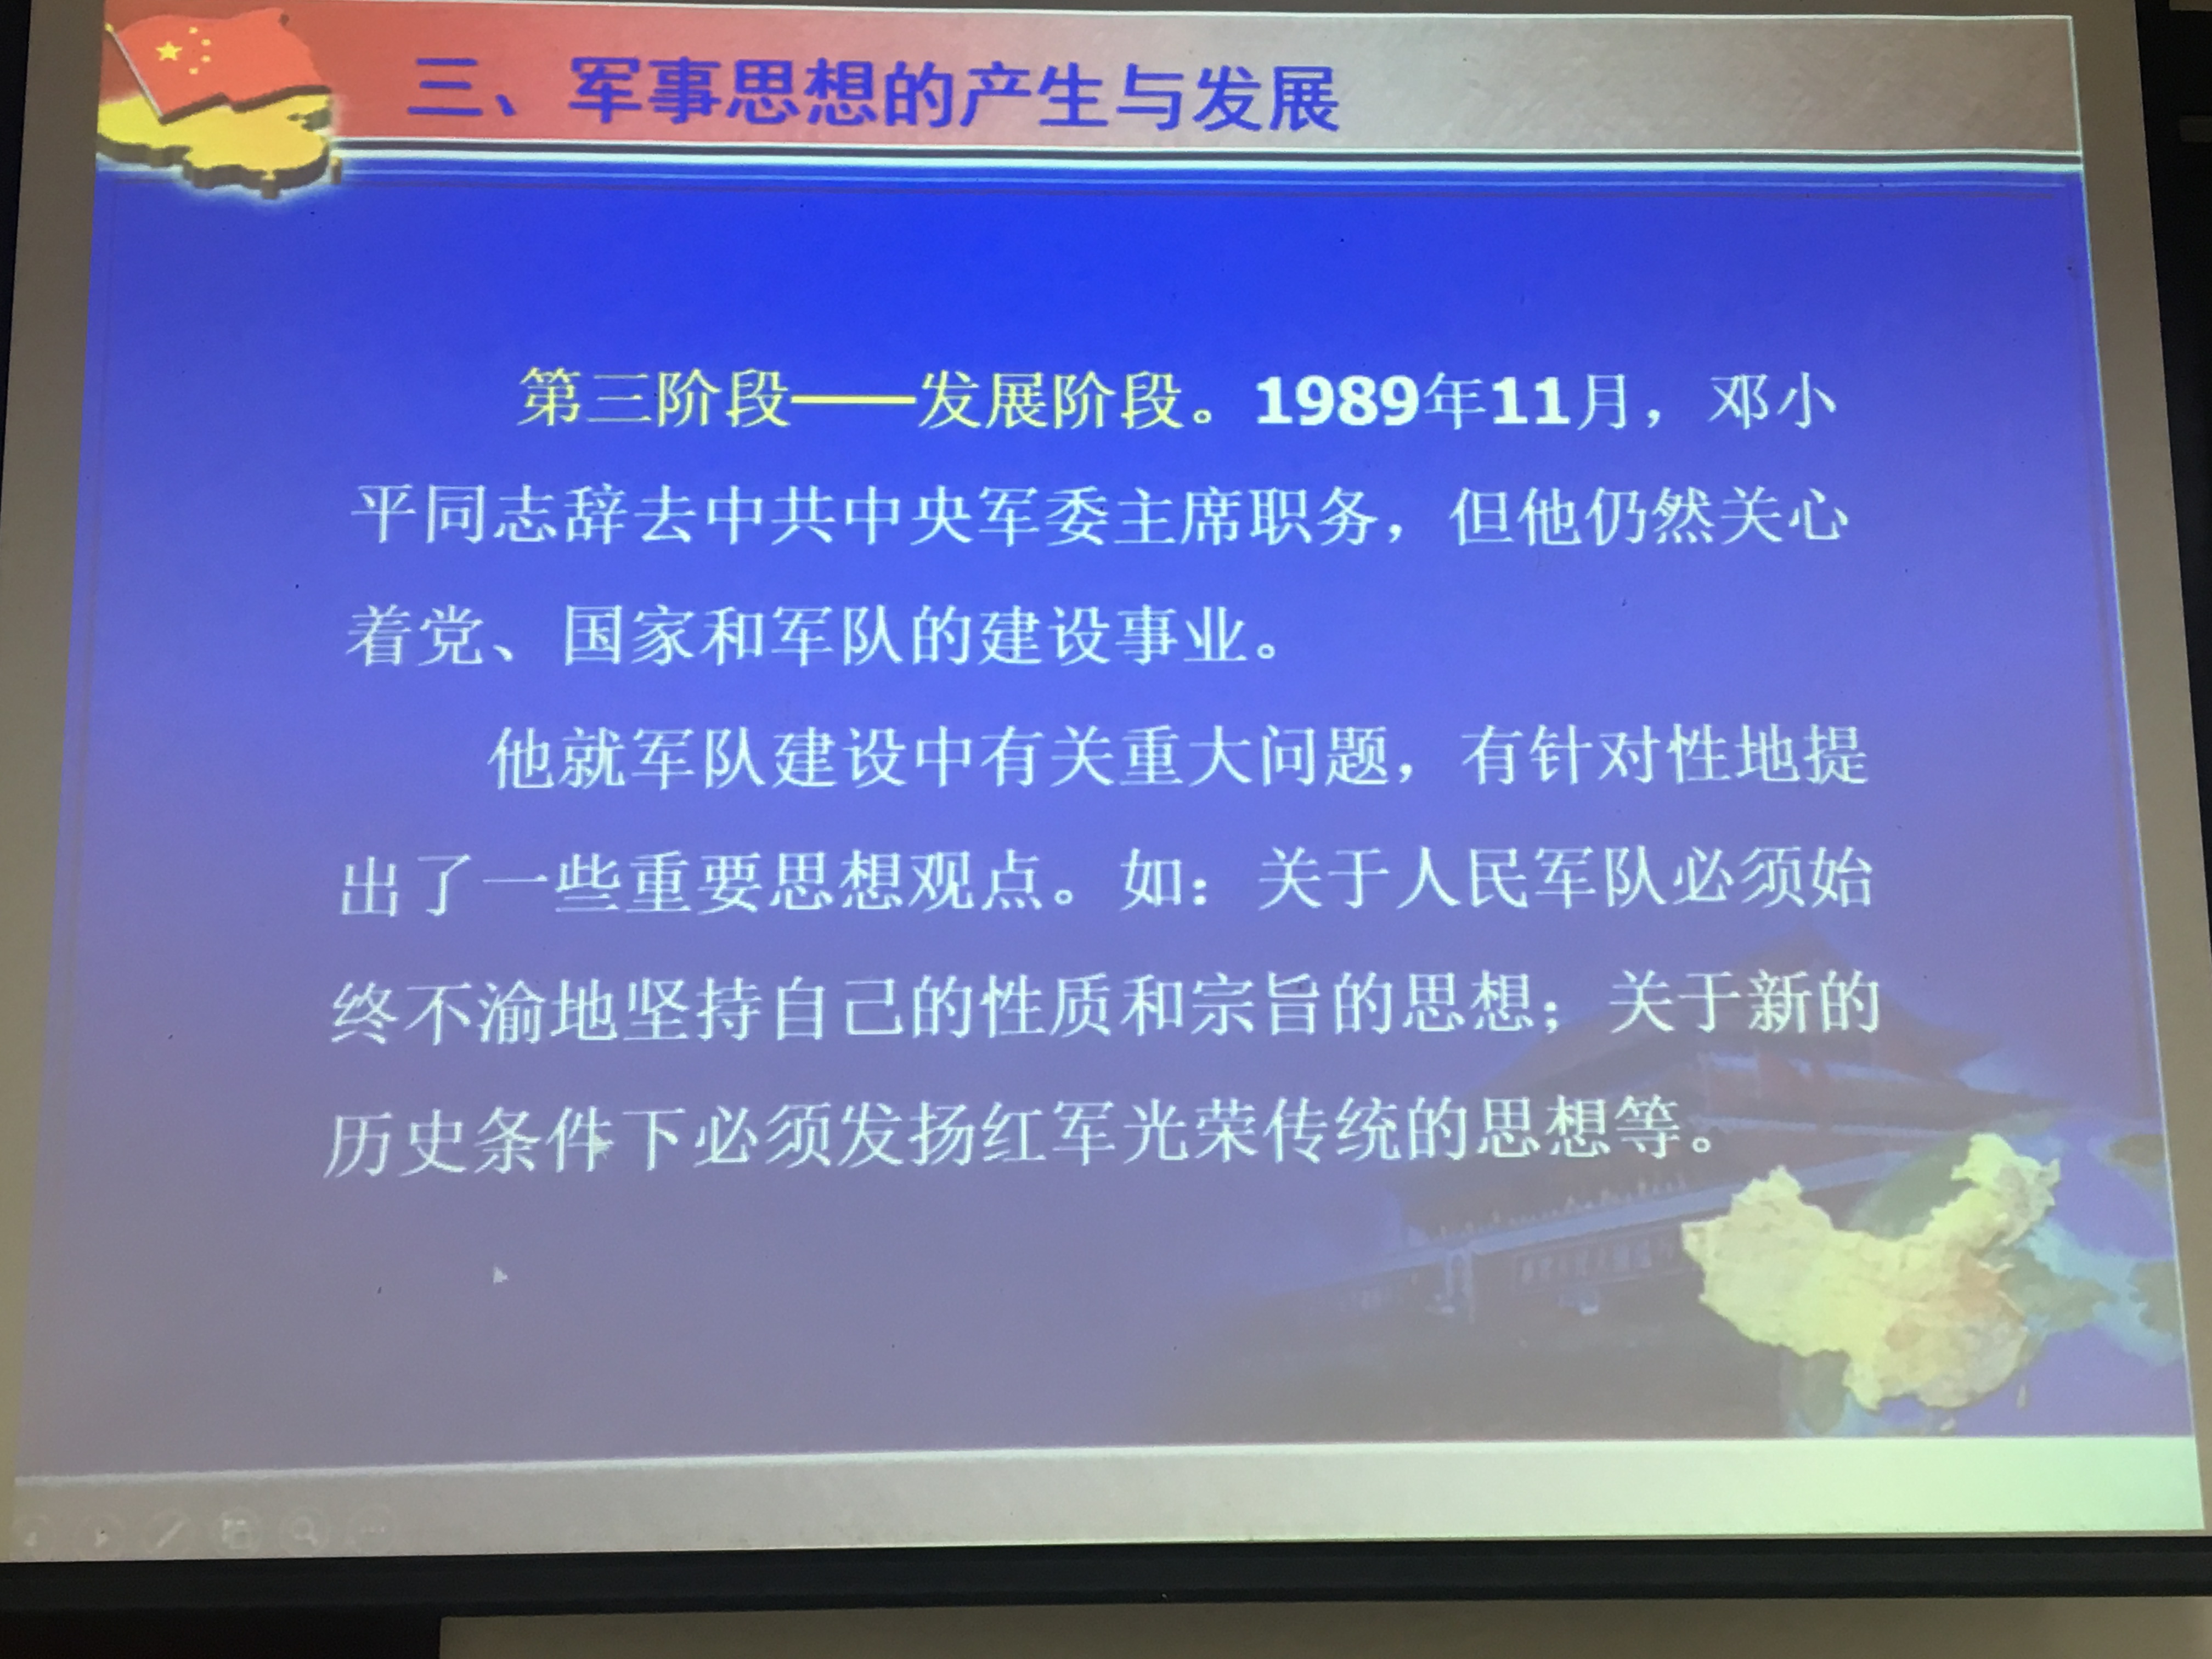 三、军事思想的产生与发展
第三阶段——发展阶段。1989年11月，邓小
平同志辞去中共中央军委主席职务，但他仍然关心
着党、国家和军队的建设事业。
他就军队建设中有关重大问题，有针对性地提
出了一些重要思想观点。如：关于人民军队必须始
终不渝地坚持自己的性质和宗旨的思想；关于新的
历史条件下必须发扬红军光荣传统的思想等。